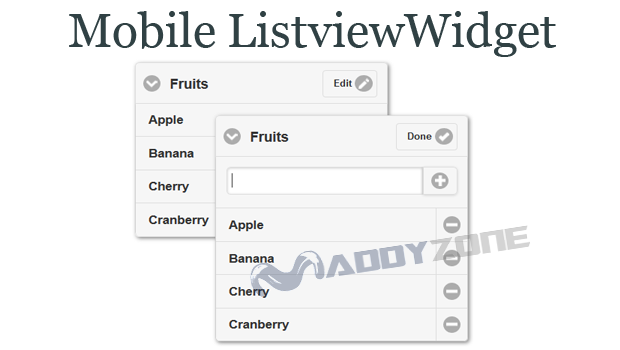 Mobile ListviewWidget
Fruits Edit
Apple
Banana
Cherry
Cranberry
Fruits Done
Apple
Banana
Cherry
Cranberry
MADDYZONE